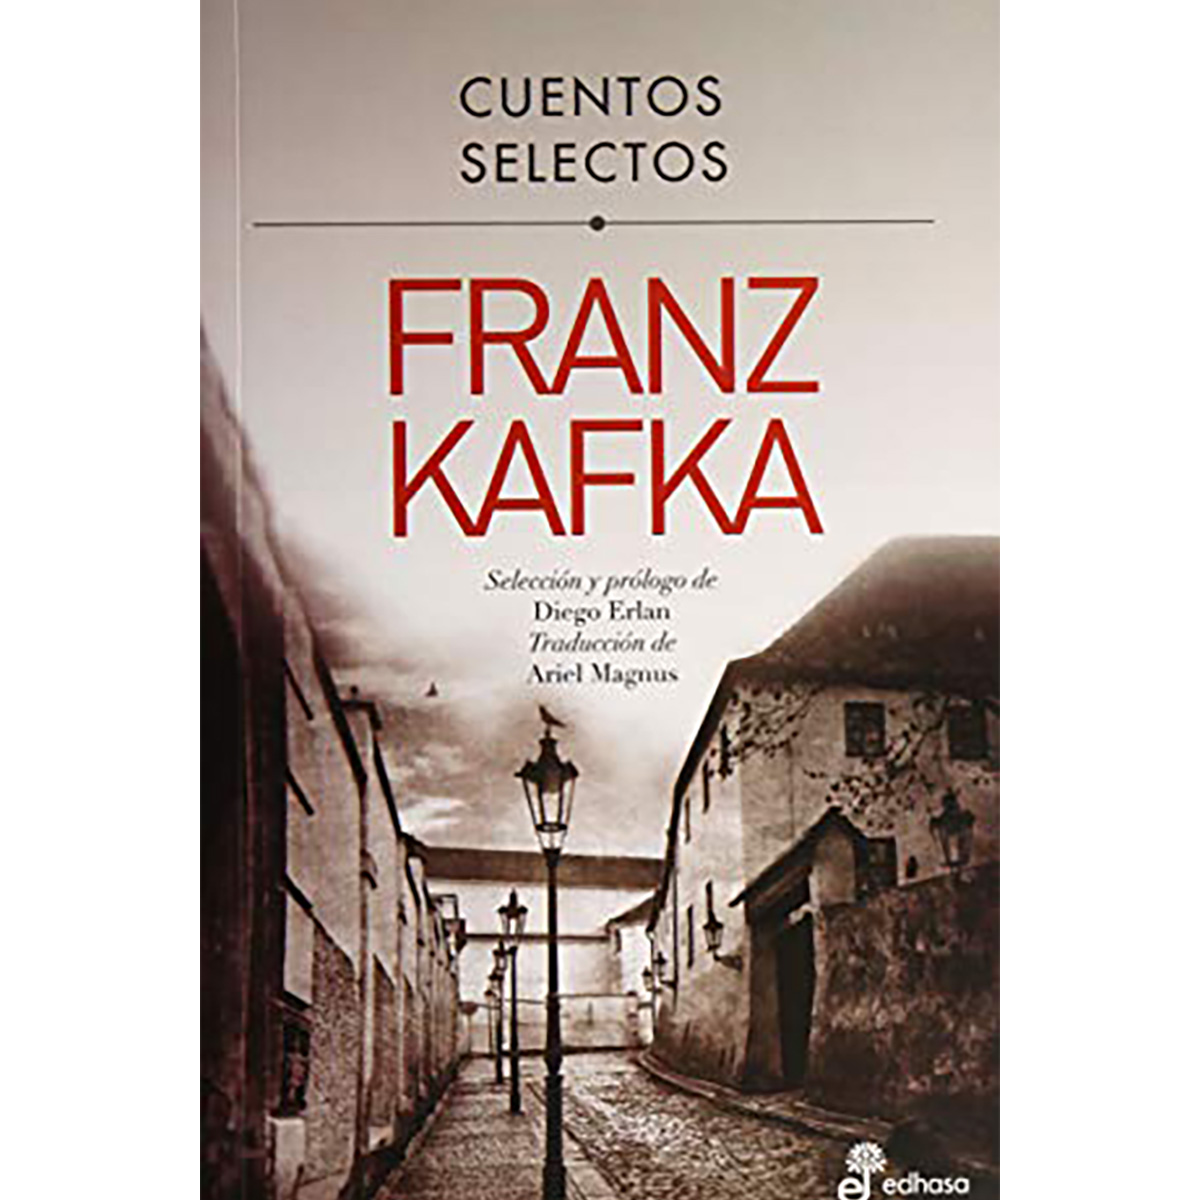 CUENTOS
SELECTOS
FRANZ
KAFKA
Selección y prólogo de
Diego Erlan
Traducción de
Ariel Magnus
edhasa